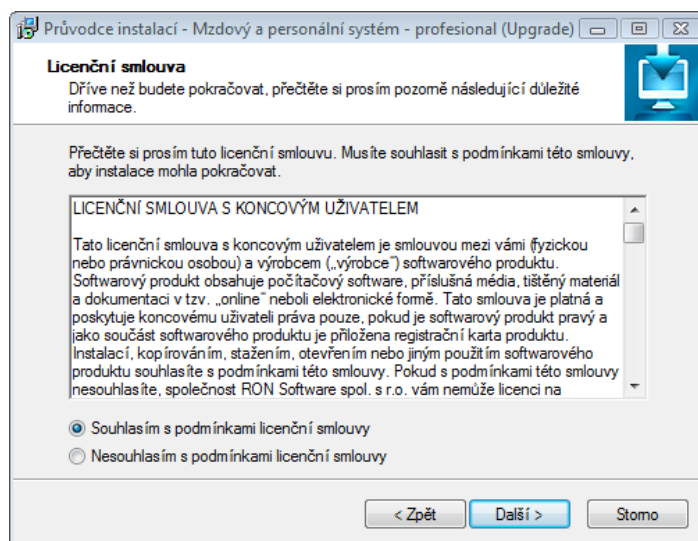 Průvodce instalací - Mzdový a personální systém - profesional (Upgrade)
Licenční smlouva
Dříve než budete pokračovat, přečtěte si prosím pozorně následující důležité
informace.
Přečtěte si prosím tuto licenční smlouvu. Musíte souhlasit s podmínkami této smlouvy,
aby instalace mohla pokračovat.
LICENČNÍ SMLOUVA S KONCOVÝM UŽIVATELEM
Tato licenční smlouva s koncovým uživatelem je smlouvou mezi vámi (fyzickou
nebo právnickou osobou) a výrobcem („výrobce“) softwarového produktu.
Softwarový produkt obsahuje počítačový software, příslušná média, tištěný materiál
a dokumentaci v tzv. „online“ neboli elektronické formě. Tato smlouva je platná a
poskytuje koncovému uživateli práva pouze, pokud je softwarový produkt pravý a
jako součást softwarového produktu je přiložena registrační karta produktu.
Instalací, kopírováním, stažením, otevřením nebo jiným použitím softwarového
produktu souhlasíte s podmínkami této smlouvy. Pokud s podmínkami této smlouvy
nesouhlasíte, společnost RON Software spol. s r.o. vám nemůže licenci na
Souhlasím s podmínkami licenční smlouvy
Nesouhlasím s podmínkami licenční smlouvy
< Zpět
Další >
Storno